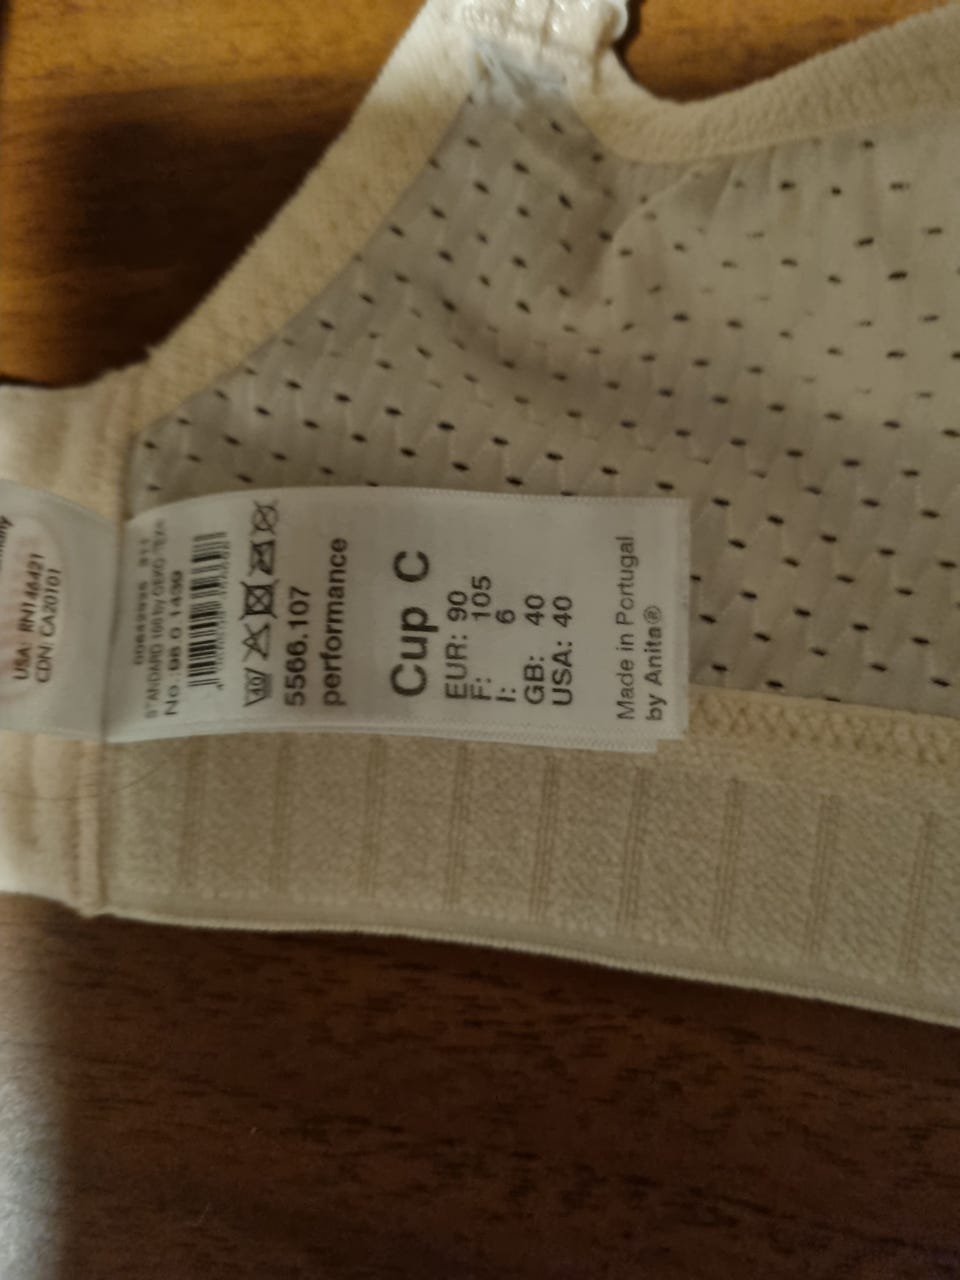 USA: RN146421
CDN: CA20101
5566.107
performance
Cup C
EUR: 90
F: 105
I: 6
GB: 40
USA: 40
Made in Portugal
by Anita®